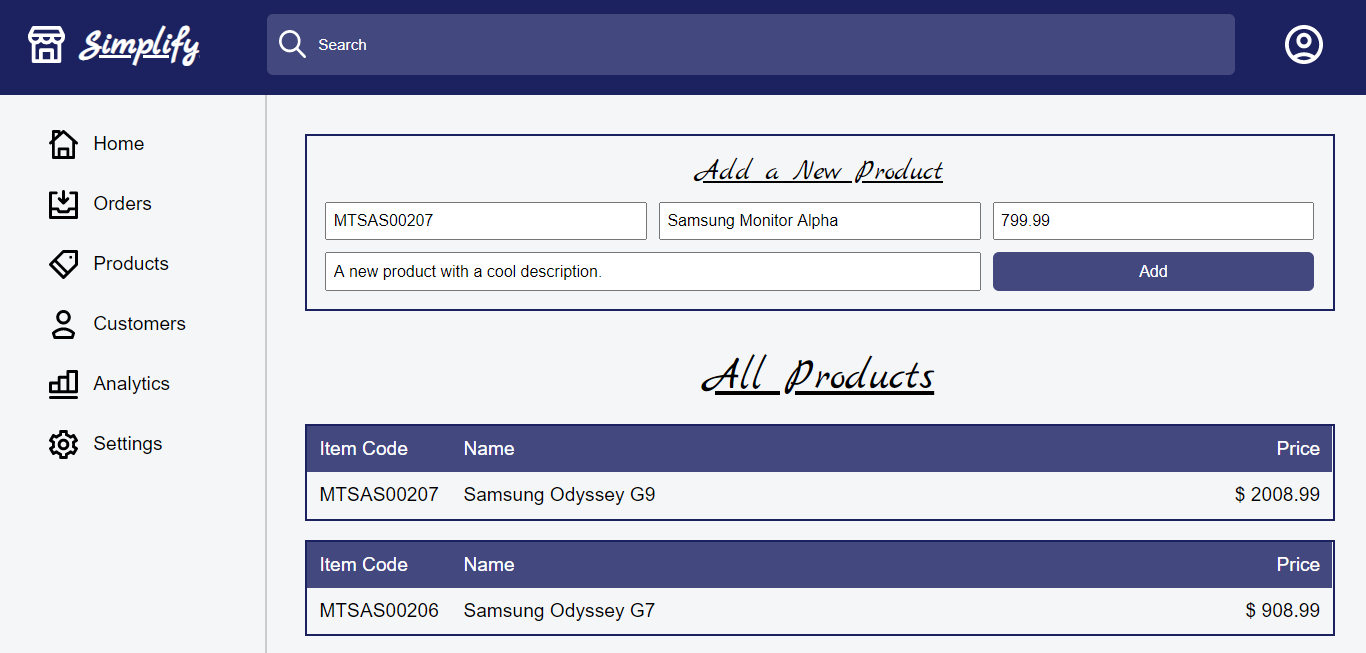 Simplify
Search
Home
Orders
Products
Customers
Analytics
Settings
Add a New Product
MTSAS00207 Samsung Monitor Alpha 799.99
A new product with a cool description. Add
All Products
Item Code Name Price
MTSAS00207 Samsung Odyssey G9 $ 2008.99
Item Code Name Price
MTSAS00206 Samsung Odyssey G7 $ 908.99